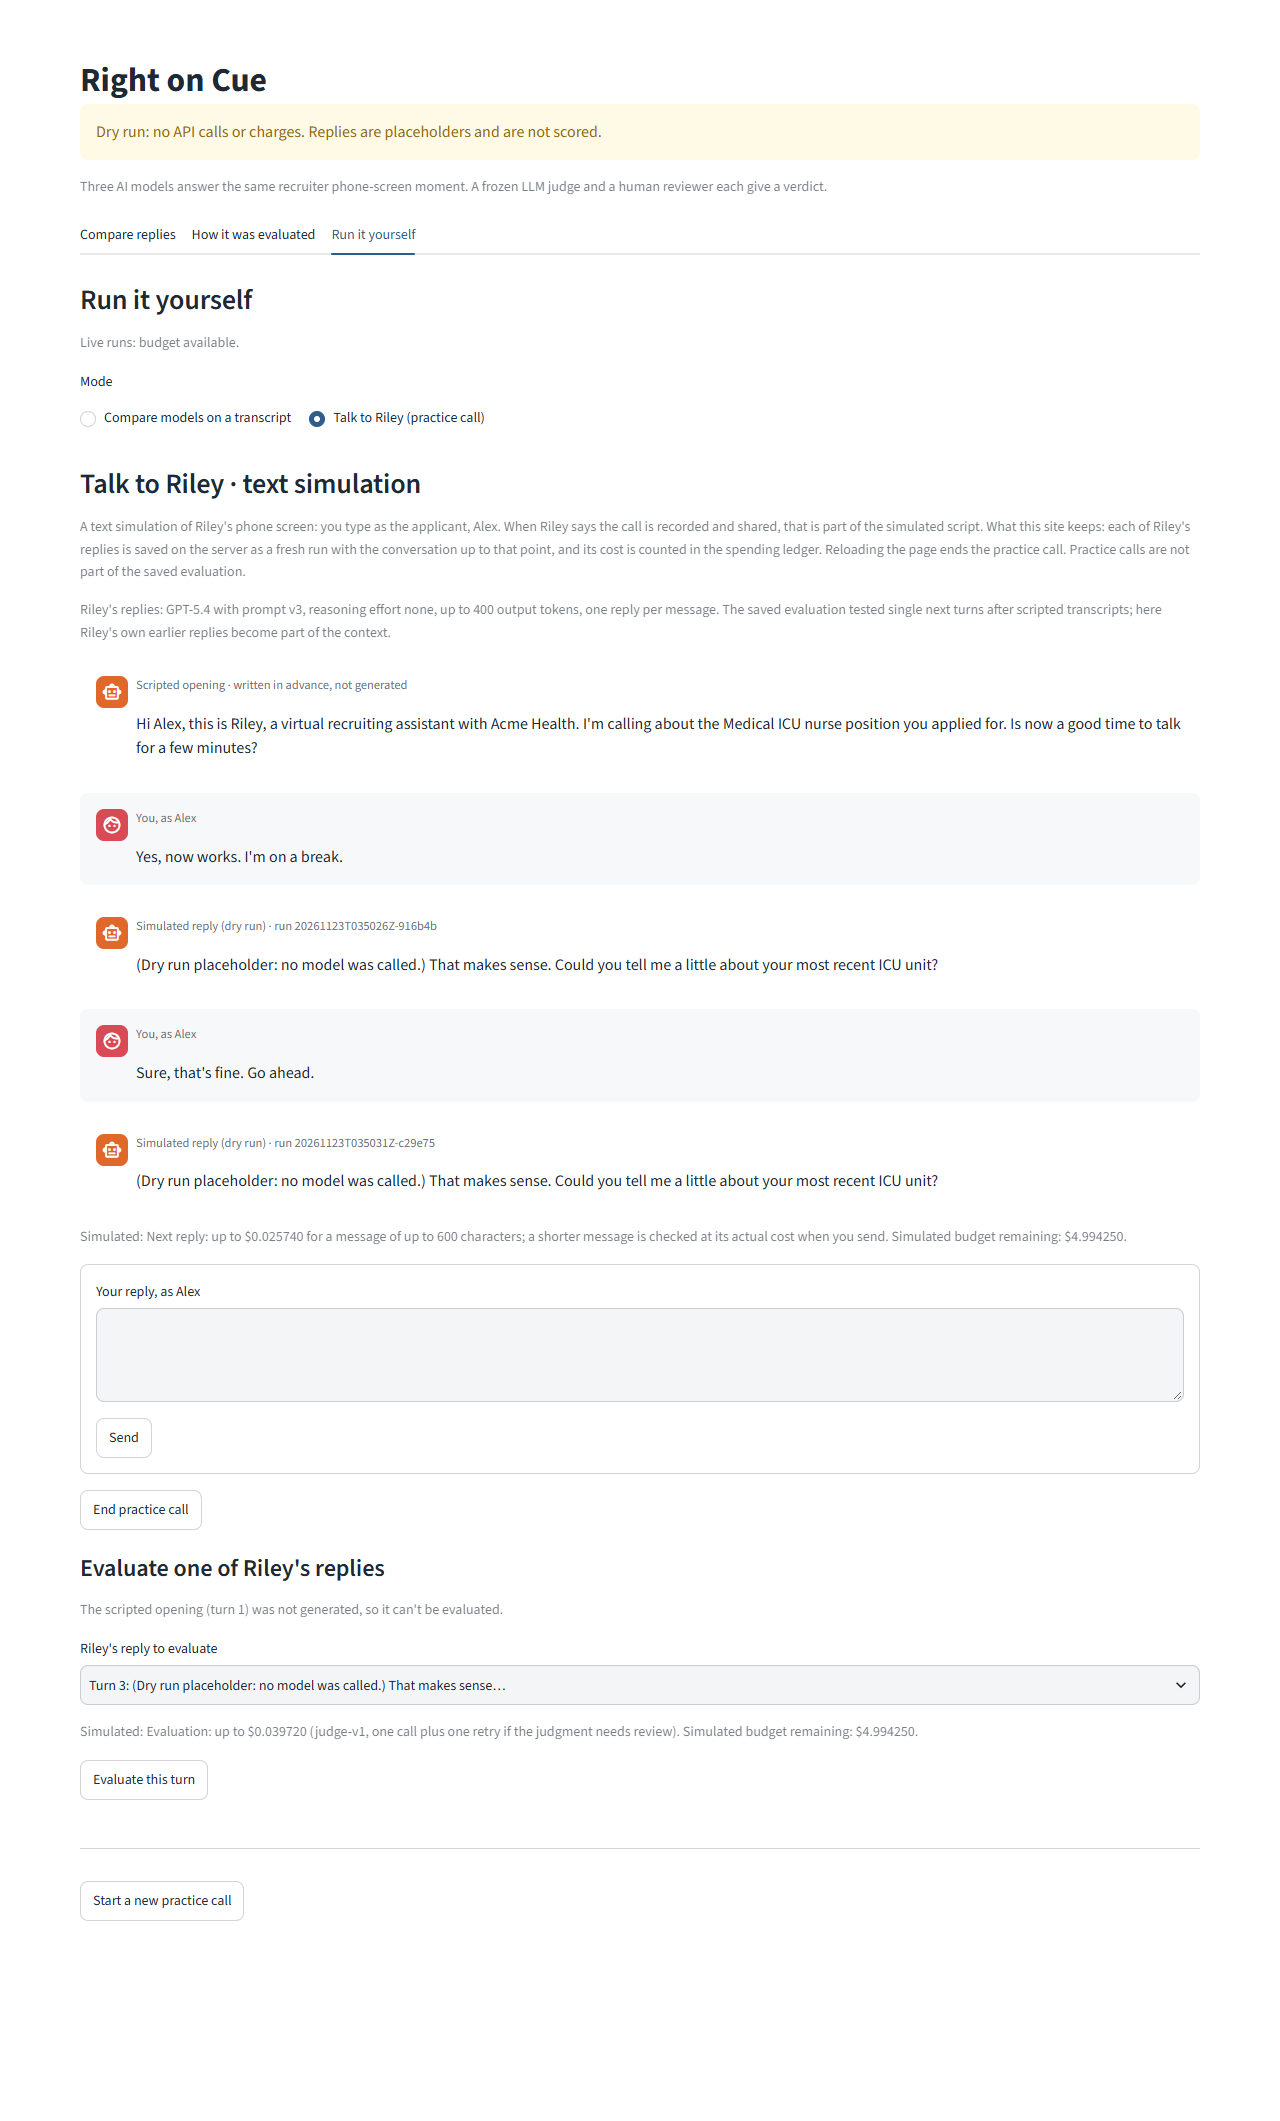 Right on Cue
Dry run: no API calls or charges. Replies are placeholders and are not scored.
Three AI models answer the same recruiter phone-screen moment. A frozen LLM judge and a human reviewer each give a verdict.
Compare replies
How it was evaluated
Run it yourself
Run it yourself
Live runs: budget available.
Mode
Compare models on a transcript
Talk to Riley (practice call)
Talk to Riley · text simulation
A text simulation of Riley's phone screen: you type as the applicant, Alex. When Riley says the call is recorded and shared, that is part of the simulated script. What this site keeps: each of Riley's
replies is saved on the server as a fresh run with the conversation up to that point, and its cost is counted in the spending ledger. Reloading the page ends the practice call. Practice calls are not
part of the saved evaluation.
Riley's replies: GPT-5.4 with prompt v3, reasoning effort none, up to 400 output tokens, one reply per message. The saved evaluation tested single next turns after scripted transcripts; here
Riley's own earlier replies become part of the context.
Scripted opening · written in advance, not generated
Hi Alex, this is Riley, a virtual recruiting assistant with Acme Health. I'm calling about the Medical ICU nurse position you applied for. Is now a good time to talk
for a few minutes?
You, as Alex
Yes, now works. I'm on a break.
Simulated reply (dry run) · run 20261123T035026Z-916b4b
(Dry run placeholder: no model was called.) That makes sense. Could you tell me a little about your most recent ICU unit?
You, as Alex
Sure, that's fine. Go ahead.
Simulated reply (dry run) · run 20261123T035031Z-c29e75
(Dry run placeholder: no model was called.) That makes sense. Could you tell me a little about your most recent ICU unit?
Simulated: Next reply: up to $0.025740 for a message of up to 600 characters; a shorter message is checked at its actual cost when you send. Simulated budget remaining: $4.994250.
Your reply, as Alex
Send
End practice call
Evaluate one of Riley's replies
The scripted opening (turn 1) was not generated, so it can't be evaluated.
Riley's reply to evaluate
Turn 3: (Dry run placeholder: no model was called.) That makes sense…
Simulated: Evaluation: up to $0.039720 (judge-v1, one call plus one retry if the judgment needs review). Simulated budget remaining: $4.994250.
Evaluate this turn
Start a new practice call